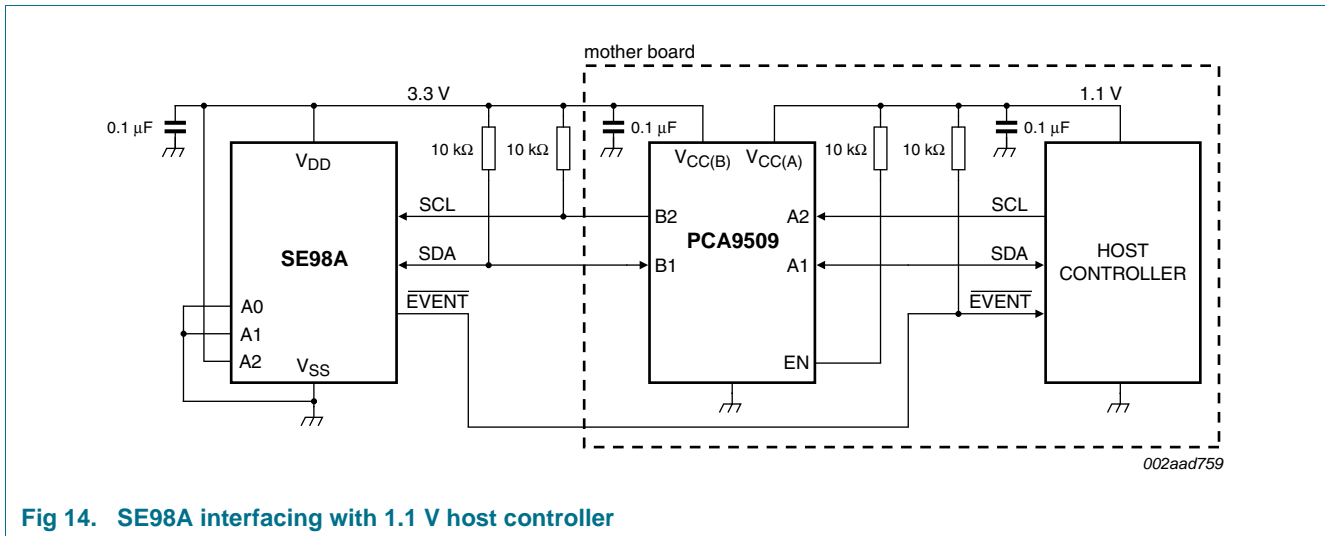 mother board
3.3 V
1.1 V
0.1 μF
0.1 μF
0.1 μF
10 kΩ
10 kΩ
10 kΩ
10 kΩ
VDD
VCC(B)
VCC(A)
SCL
B2
A2
SCL
SE98A
PCA9509
HOST
CONTROLLER
SDA
B1
A1
SDA
EVENT
EVENT
A0
A1
A2
VSS
EN
002aad759
Fig 14. SE98A interfacing with 1.1 V host controller